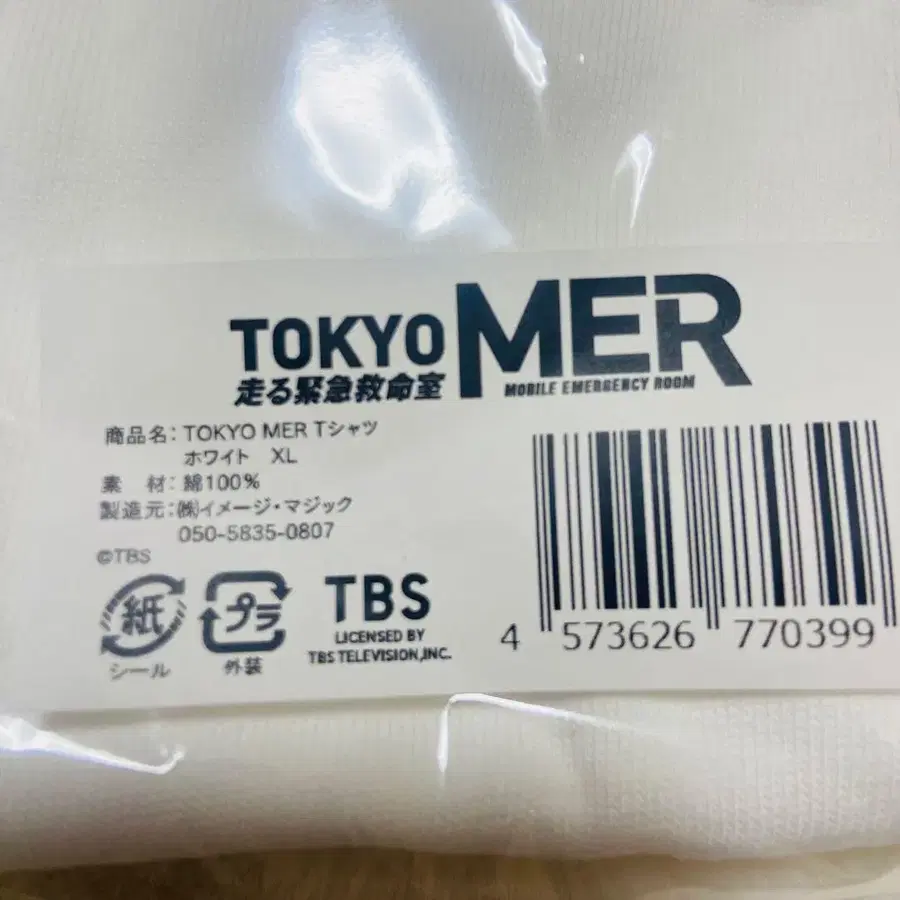 TOKYO MER
走る緊急救命室 MOBILE EMERGENCY ROOM
商品名: TOKYO MER Tシャツ
ホワイト XL
素 材: 綿100%
製造元: ㈱イメージ・マジック
050-5835-0807
©TBS
紙
シール
プラ
外装
TBS
LICENSED BY
TBS TELEVISION,INC.
4 573626 770399